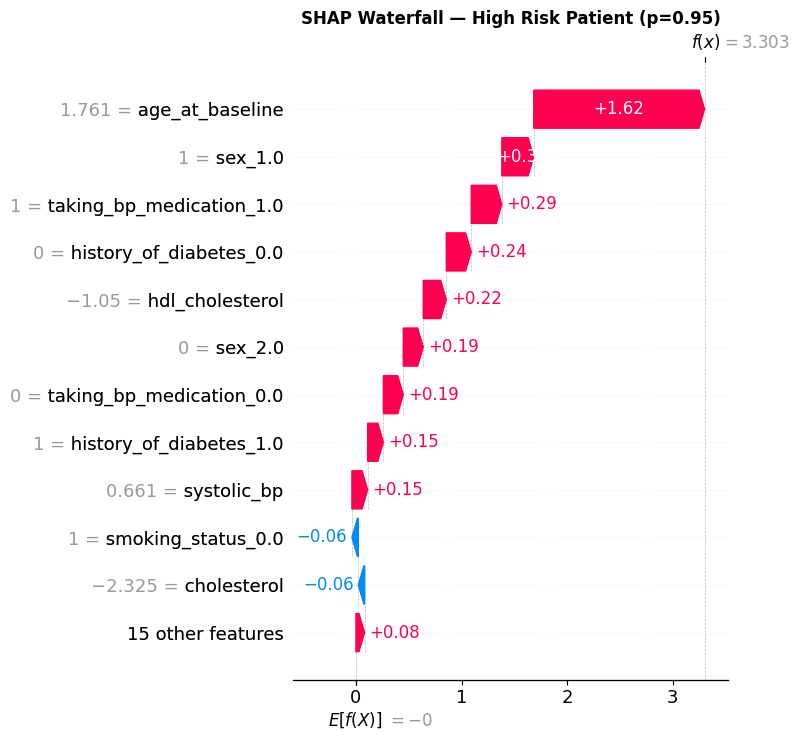 SHAP Waterfall — High Risk Patient (p=0.95)
f(x) = 3.303
1.761 = age_at_baseline +1.62
1 = sex_1.0 +0.3
1 = taking_bp_medication_1.0 +0.29
0 = history_of_diabetes_0.0 +0.24
−1.05 = hdl_cholesterol +0.22
0 = sex_2.0 +0.19
0 = taking_bp_medication_0.0 +0.19
1 = history_of_diabetes_1.0 +0.15
0.661 = systolic_bp +0.15
1 = smoking_status_0.0 −0.06
−2.325 = cholesterol −0.06
15 other features +0.08
0 1 2 3
E[f(X)] = −0